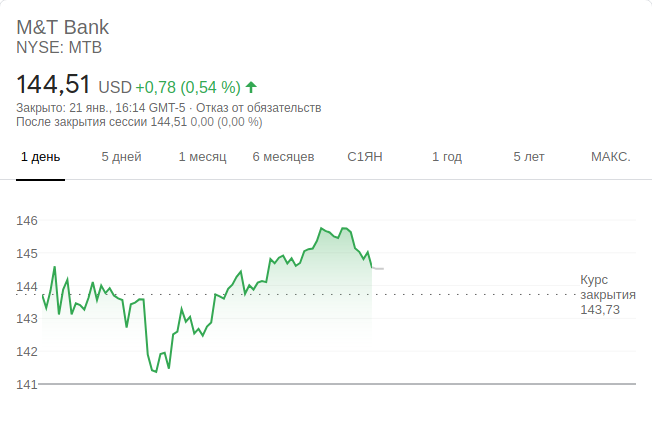 M&T Bank
NYSE: MTB
144,51 USD +0,78 (0,54 %)
Закрыто: 21 янв., 16:14 GMT-5 · Отказ от обязательств
После закрытия сессии 144,51 0,00 (0,00 %)
1 день 5 дней 1 месяц 6 месяцев С1ЯН 1 год 5 лет МАКС.
146
145
144
143
142
141
Курс
закрытия
143,73